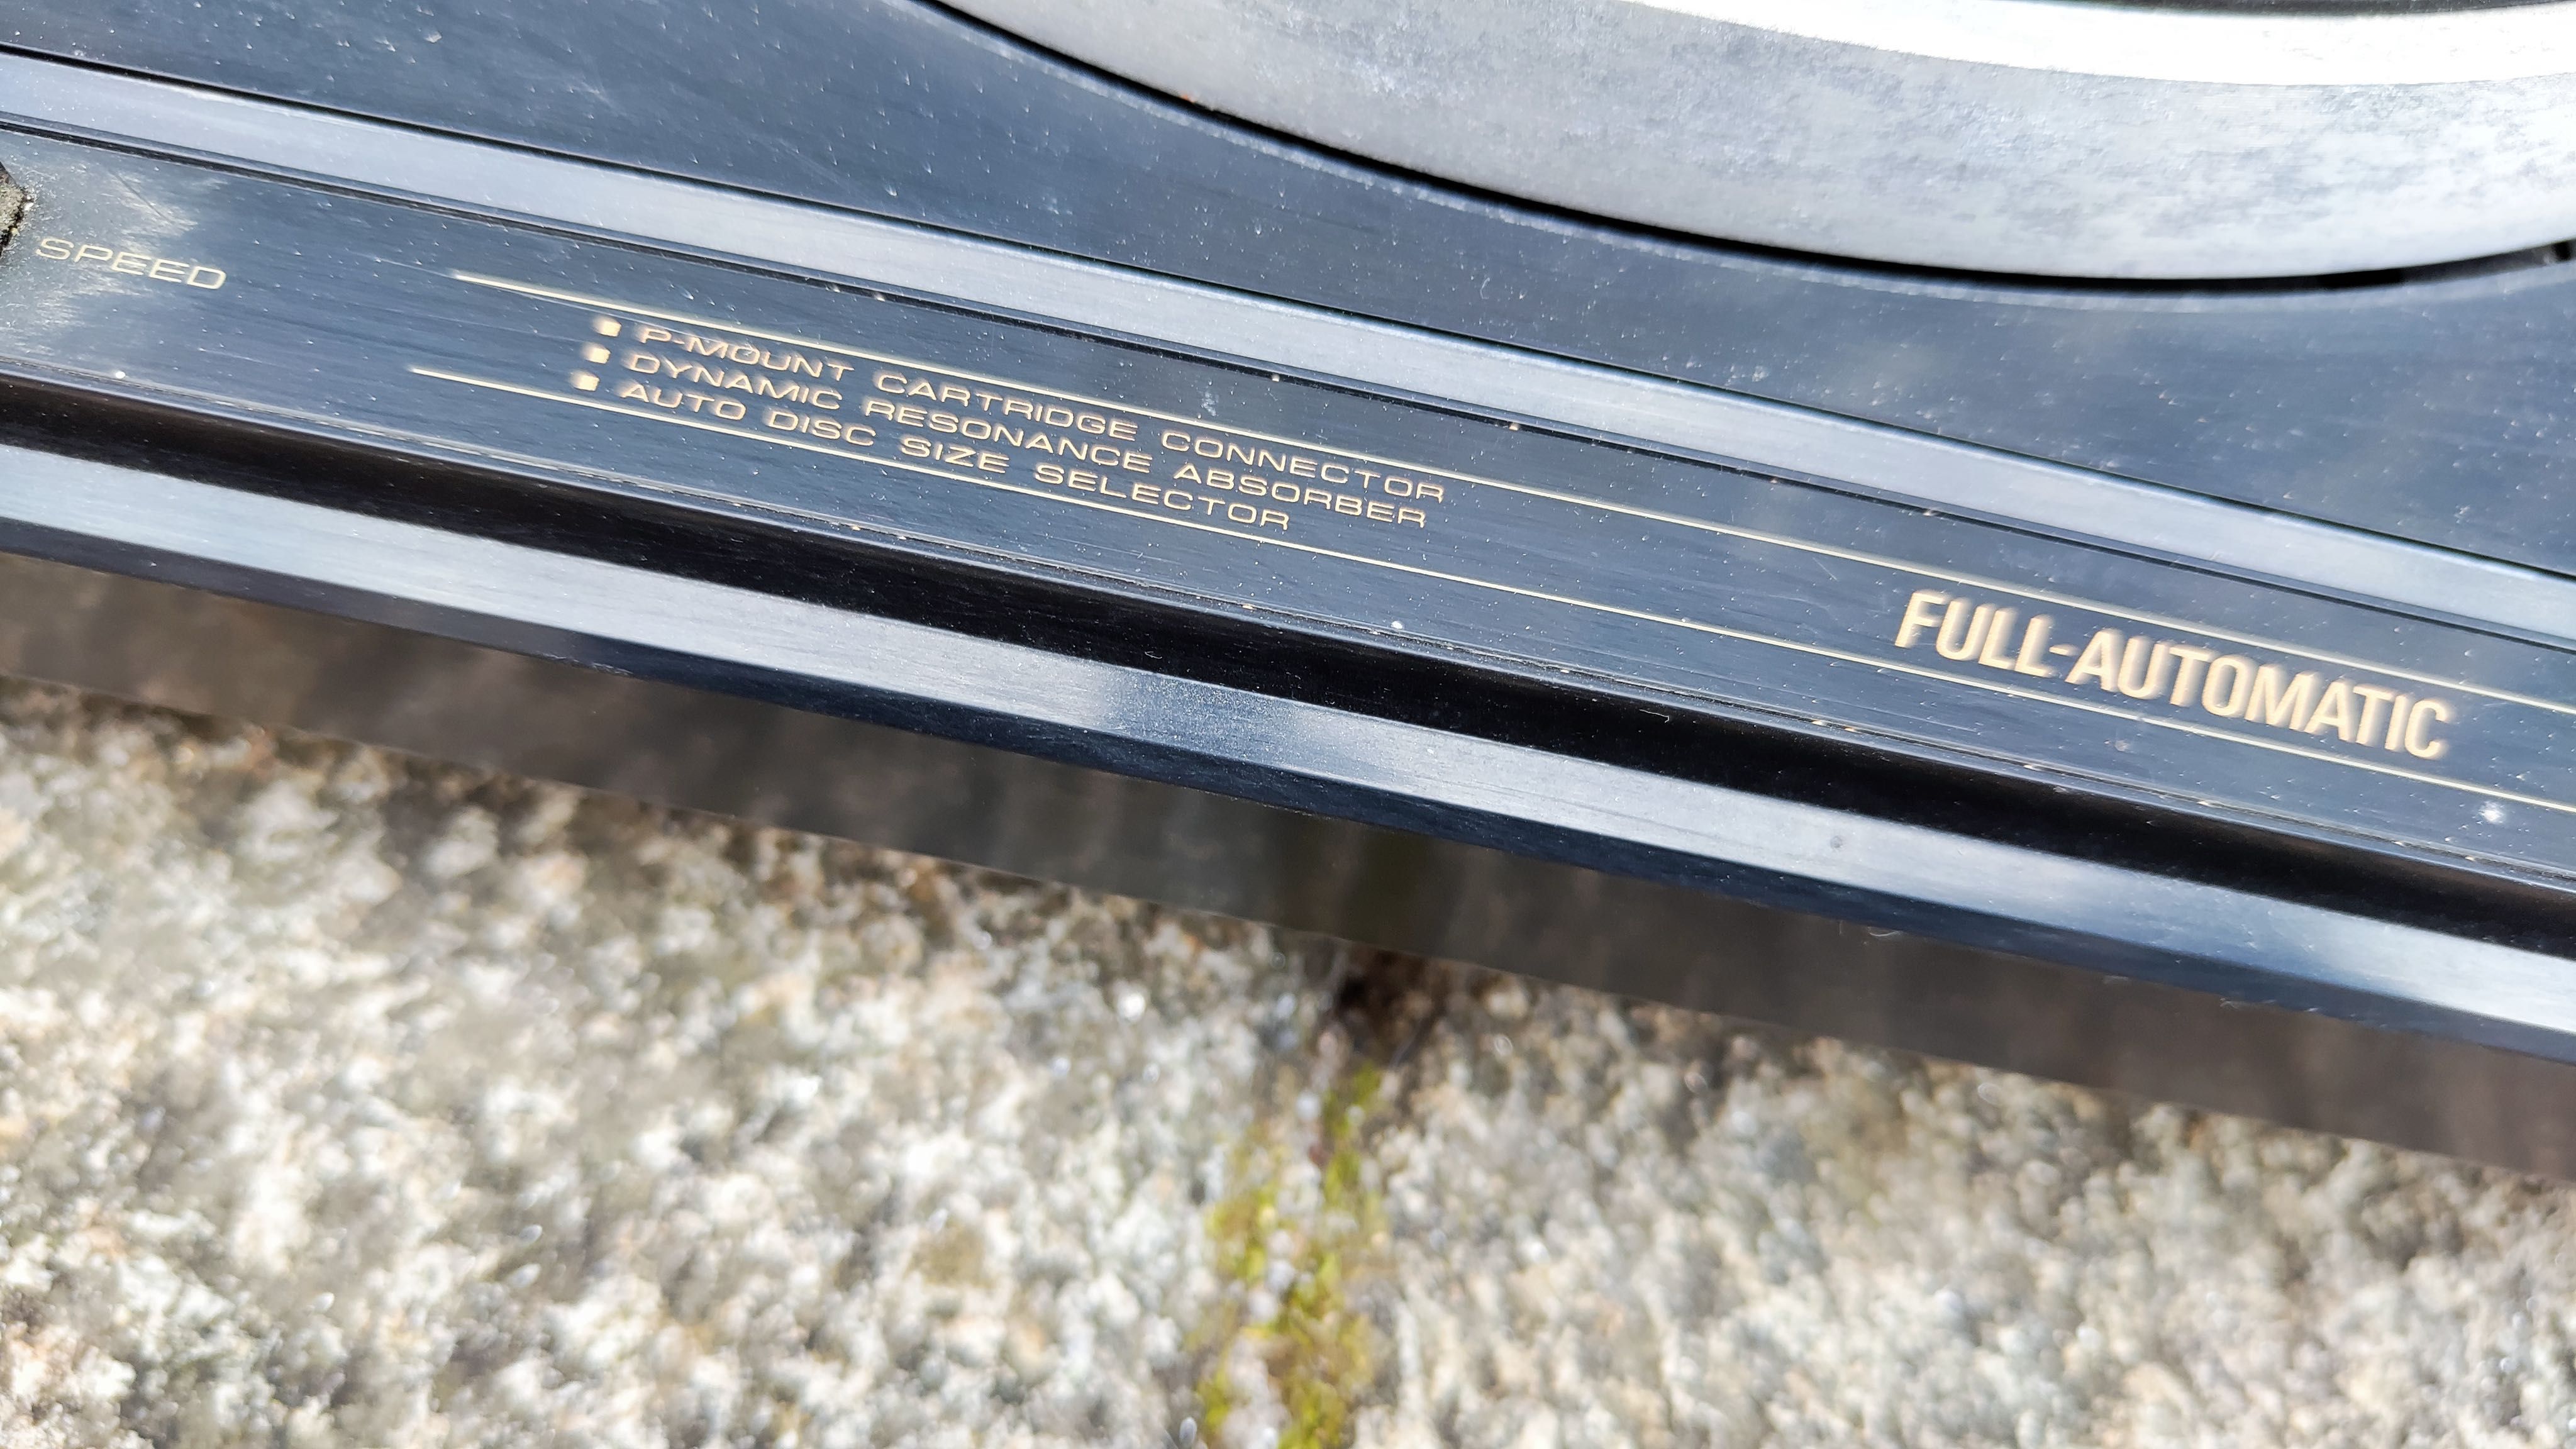 SPEED
P-MOUNT CARTRIDGE CONNECTOR
DYNAMIC RESONANCE ABSORBER
AUTO DISC SIZE SELECTOR
FULL-AUTOMATIC